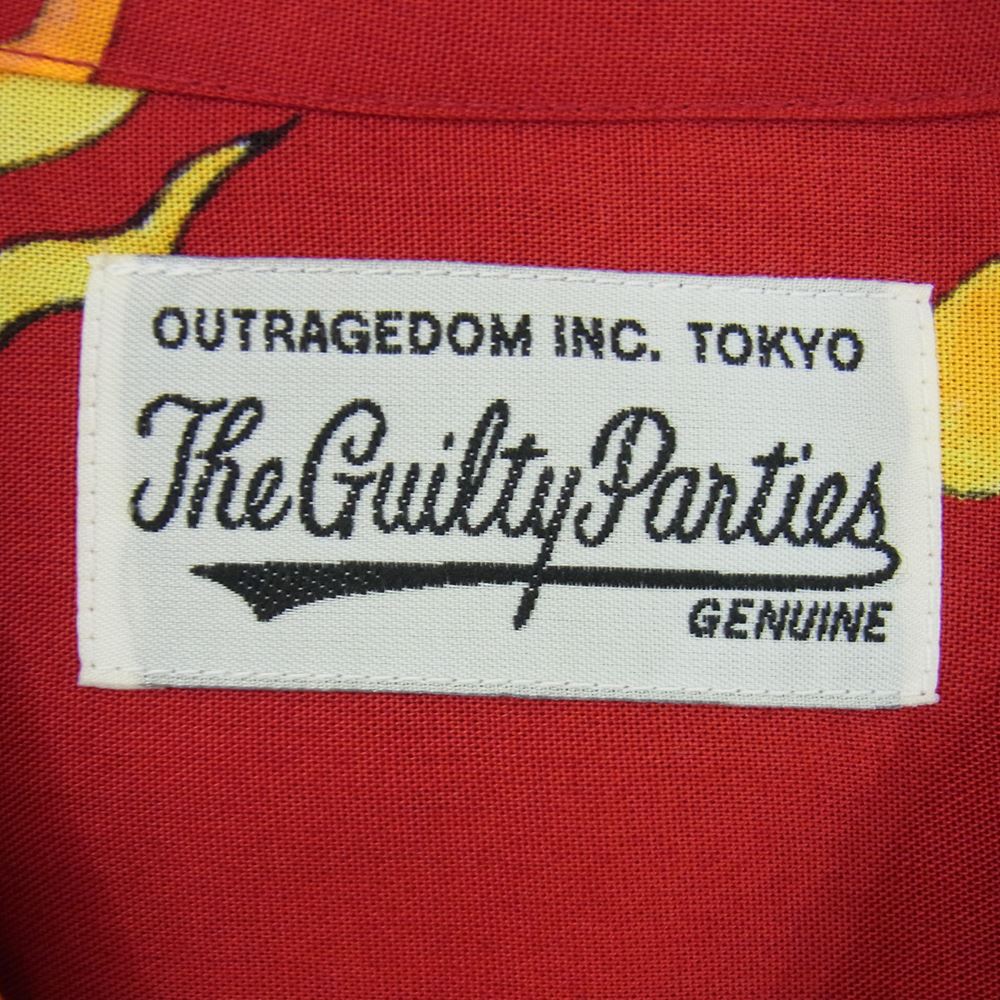 OUTRAGEDOM INC. TOKYO
The Guilty Parties
GENUINE